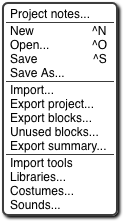 Project notes...
New ^N
Open... ^O
Save ^S
Save As...
Import...
Export project...
Export blocks...
Unused blocks...
Export summary...
Import tools
Libraries...
Costumes...
Sounds...